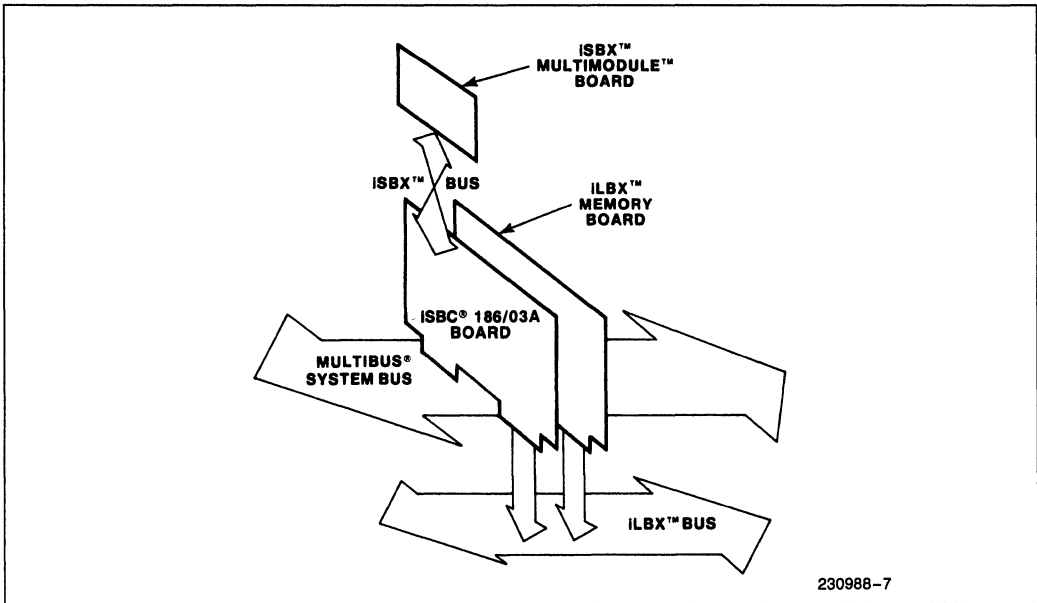 iSBX™
MULTIMODULE™
BOARD
iSBX™ BUS
iLBX™
MEMORY
BOARD
iSBC® 186/03A
BOARD
MULTIBUS®
SYSTEM BUS
iLBX™ BUS
230988-7